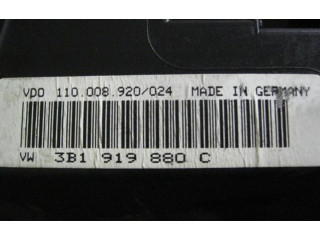 VDO 110.008.920/024 MADE IN GERMANY
VW 3B1 919 880 C